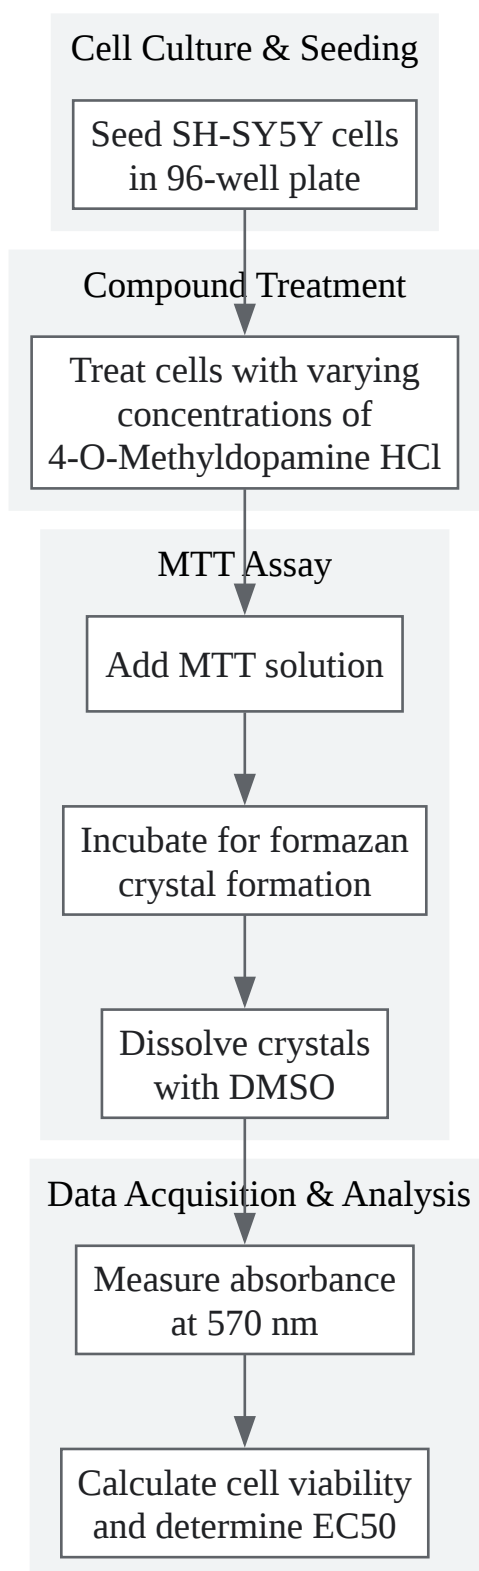 Cell Culture & Seeding
Seed SH-SY5Y cells
in 96-well plate
Compound Treatment
Treat cells with varying
concentrations of
4-O-Methyldopamine HCl
MTT Assay
Add MTT solution
Incubate for formazan
crystal formation
Dissolve crystals
with DMSO
Data Acquisition & Analysis
Measure absorbance
at 570 nm
Calculate cell viability
and determine EC50